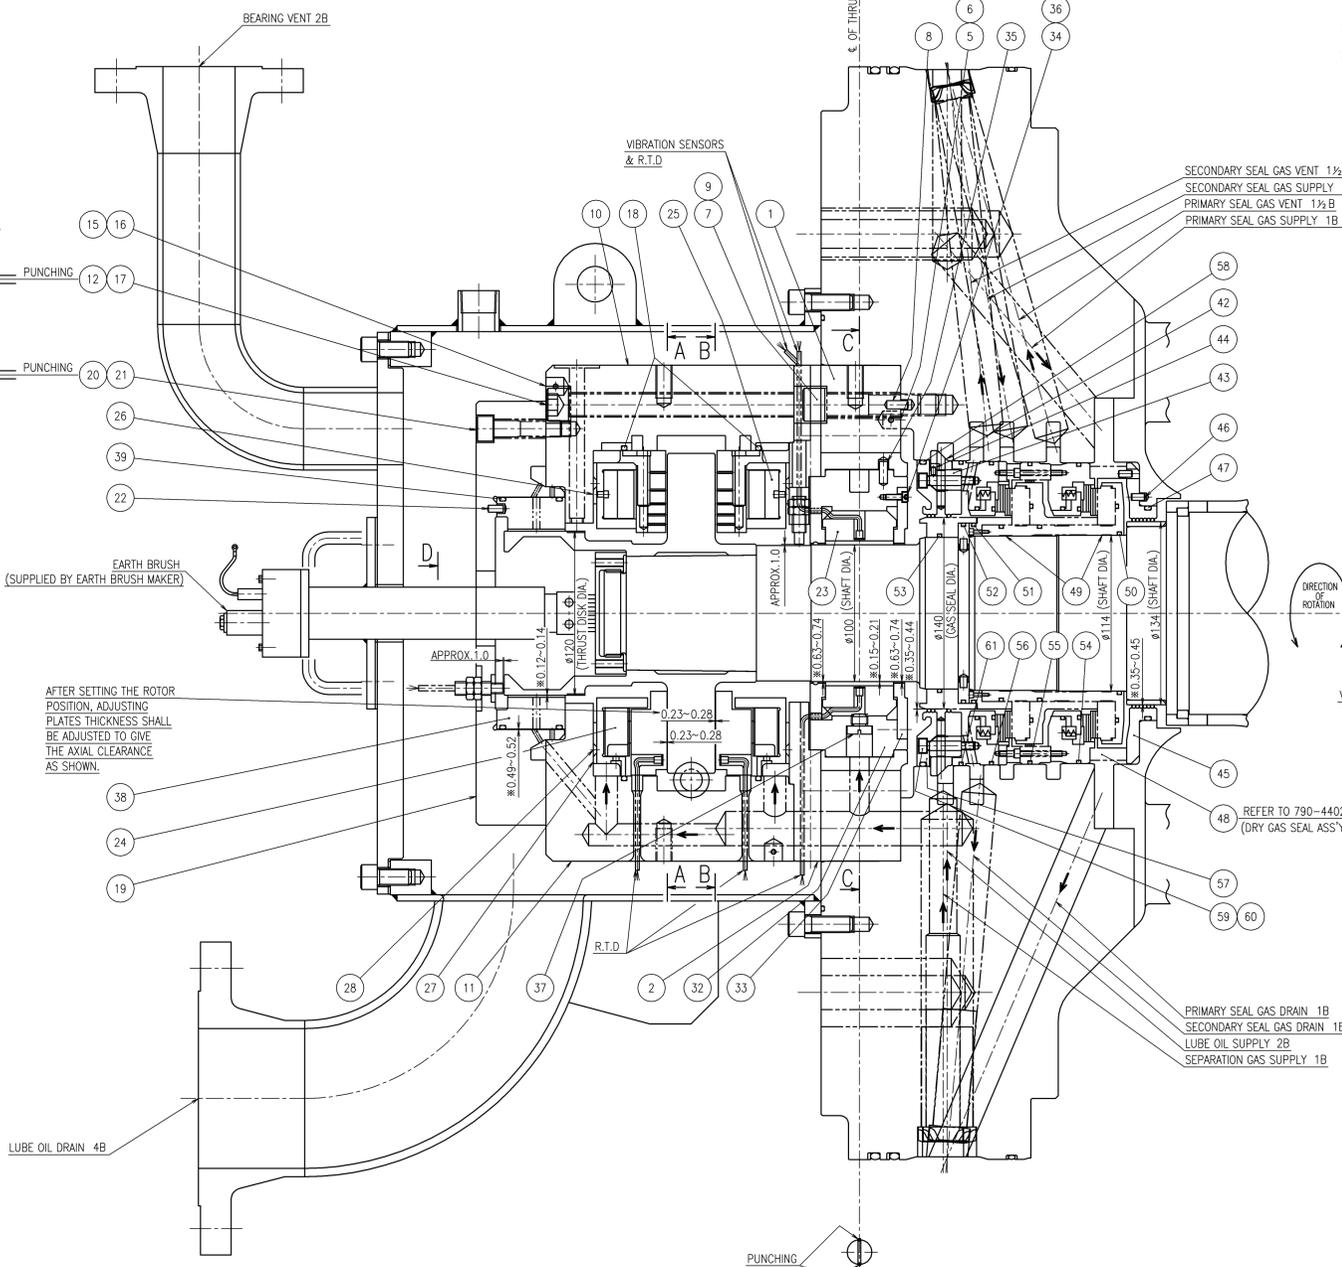 BEARING VENT 2B
℄ OF THRU
6
36
8
5
35
34
VIBRATION SENSORS
& R.T.D
9
15 16
10
18
25
7
1
SECONDARY SEAL GAS VENT 1½
SECONDARY SEAL GAS SUPPLY
PRIMARY SEAL GAS VENT 1½ B
PRIMARY SEAL GAS SUPPLY 1B
PUNCHING
12 17
58
42
A B
C
44
PUNCHING
20 21
43
26
46
39
47
22
D
EARTH BRUSH
(SUPPLIED BY EARTH BRUSH MAKER)
APPROX.1.0
23
53
52
51
49
50
DIRECTION
OF
ROTATION
ø120
(THRUST DISK DIA.)
ø100 (SHAFT DIA.)
ø140
(GAS SEAL DIA.)
ø114 (SHAFT DIA.)
ø134 (SHAFT DIA.)
APPROX.1.0
※0.12~0.14
※0.63~0.74
※0.15~0.21
※0.63~0.74
※0.35~0.44
61
56
55
54
※0.35~0.45
AFTER SETTING THE ROTOR
POSITION, ADJUSTING
PLATES THICKNESS SHALL
BE ADJUSTED TO GIVE
THE AXIAL CLEARANCE
AS SHOWN.
0.23~0.28
0.23~0.28
※0.49~0.52
45
38
48
REFER TO 790-4402
(DRY GAS SEAL ASS'Y
24
19
A B
C
57
59 60
R.T.D
28
27
11
37
2
32
33
PRIMARY SEAL GAS DRAIN 1B
SECONDARY SEAL GAS DRAIN 1B
LUBE OIL SUPPLY 2B
SEPARATION GAS SUPPLY 1B
LUBE OIL DRAIN 4B
PUNCHING